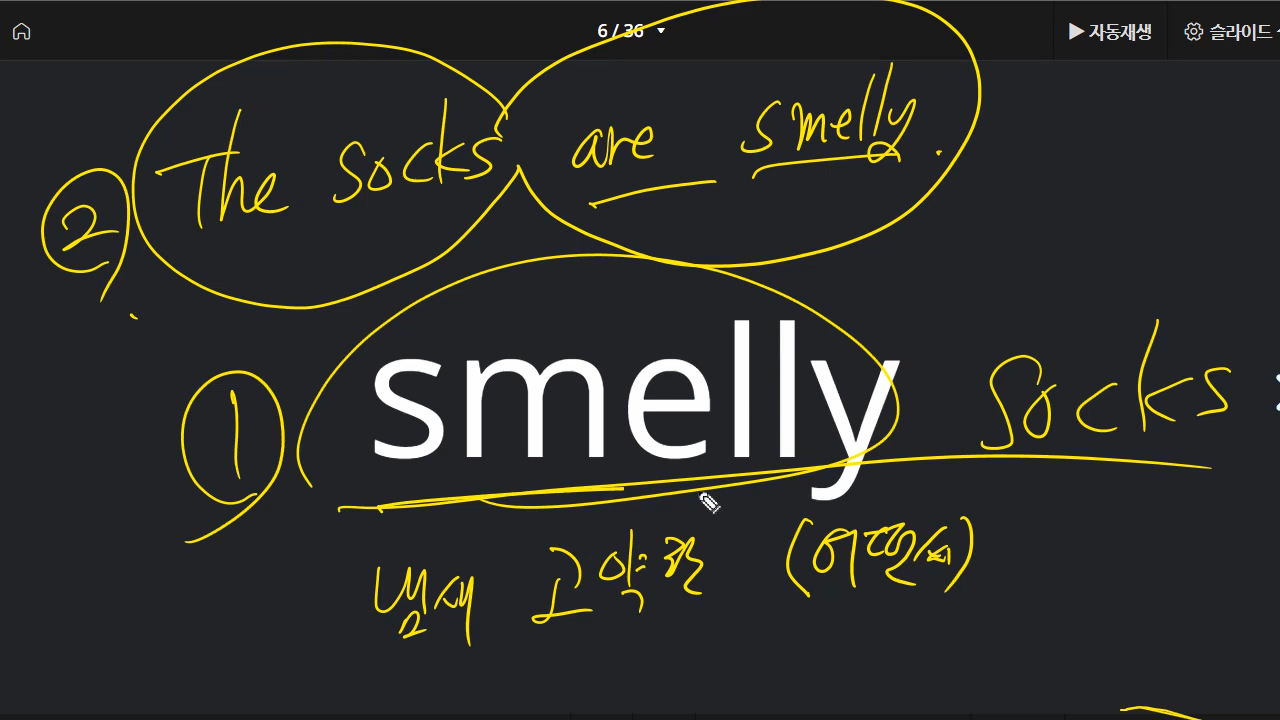 6 / 36 ▼ ▶ 자동재생 슬라이드
② The socks are smelly.
① smelly socks
냄새 고약한 (어떤씨)